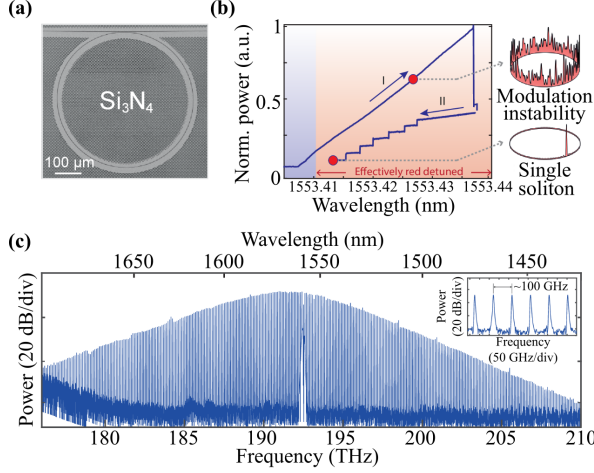 (a)
Si₃N₄
100 µm
(b)
Norm. power (a.u.)
1
0.5
0
I
II
Effectively red detuned
1553.41
1553.42
1553.43
1553.44
Wavelength (nm)
Modulation
instability
Single
soliton
(c)
Wavelength (nm)
1650
1600
1550
1500
1450
Power (20 dB/div)
180
185
190
195
200
205
210
Frequency (THz)
Power
(20 dB/div)
~100 GHz
Frequency
(50 GHz/div)